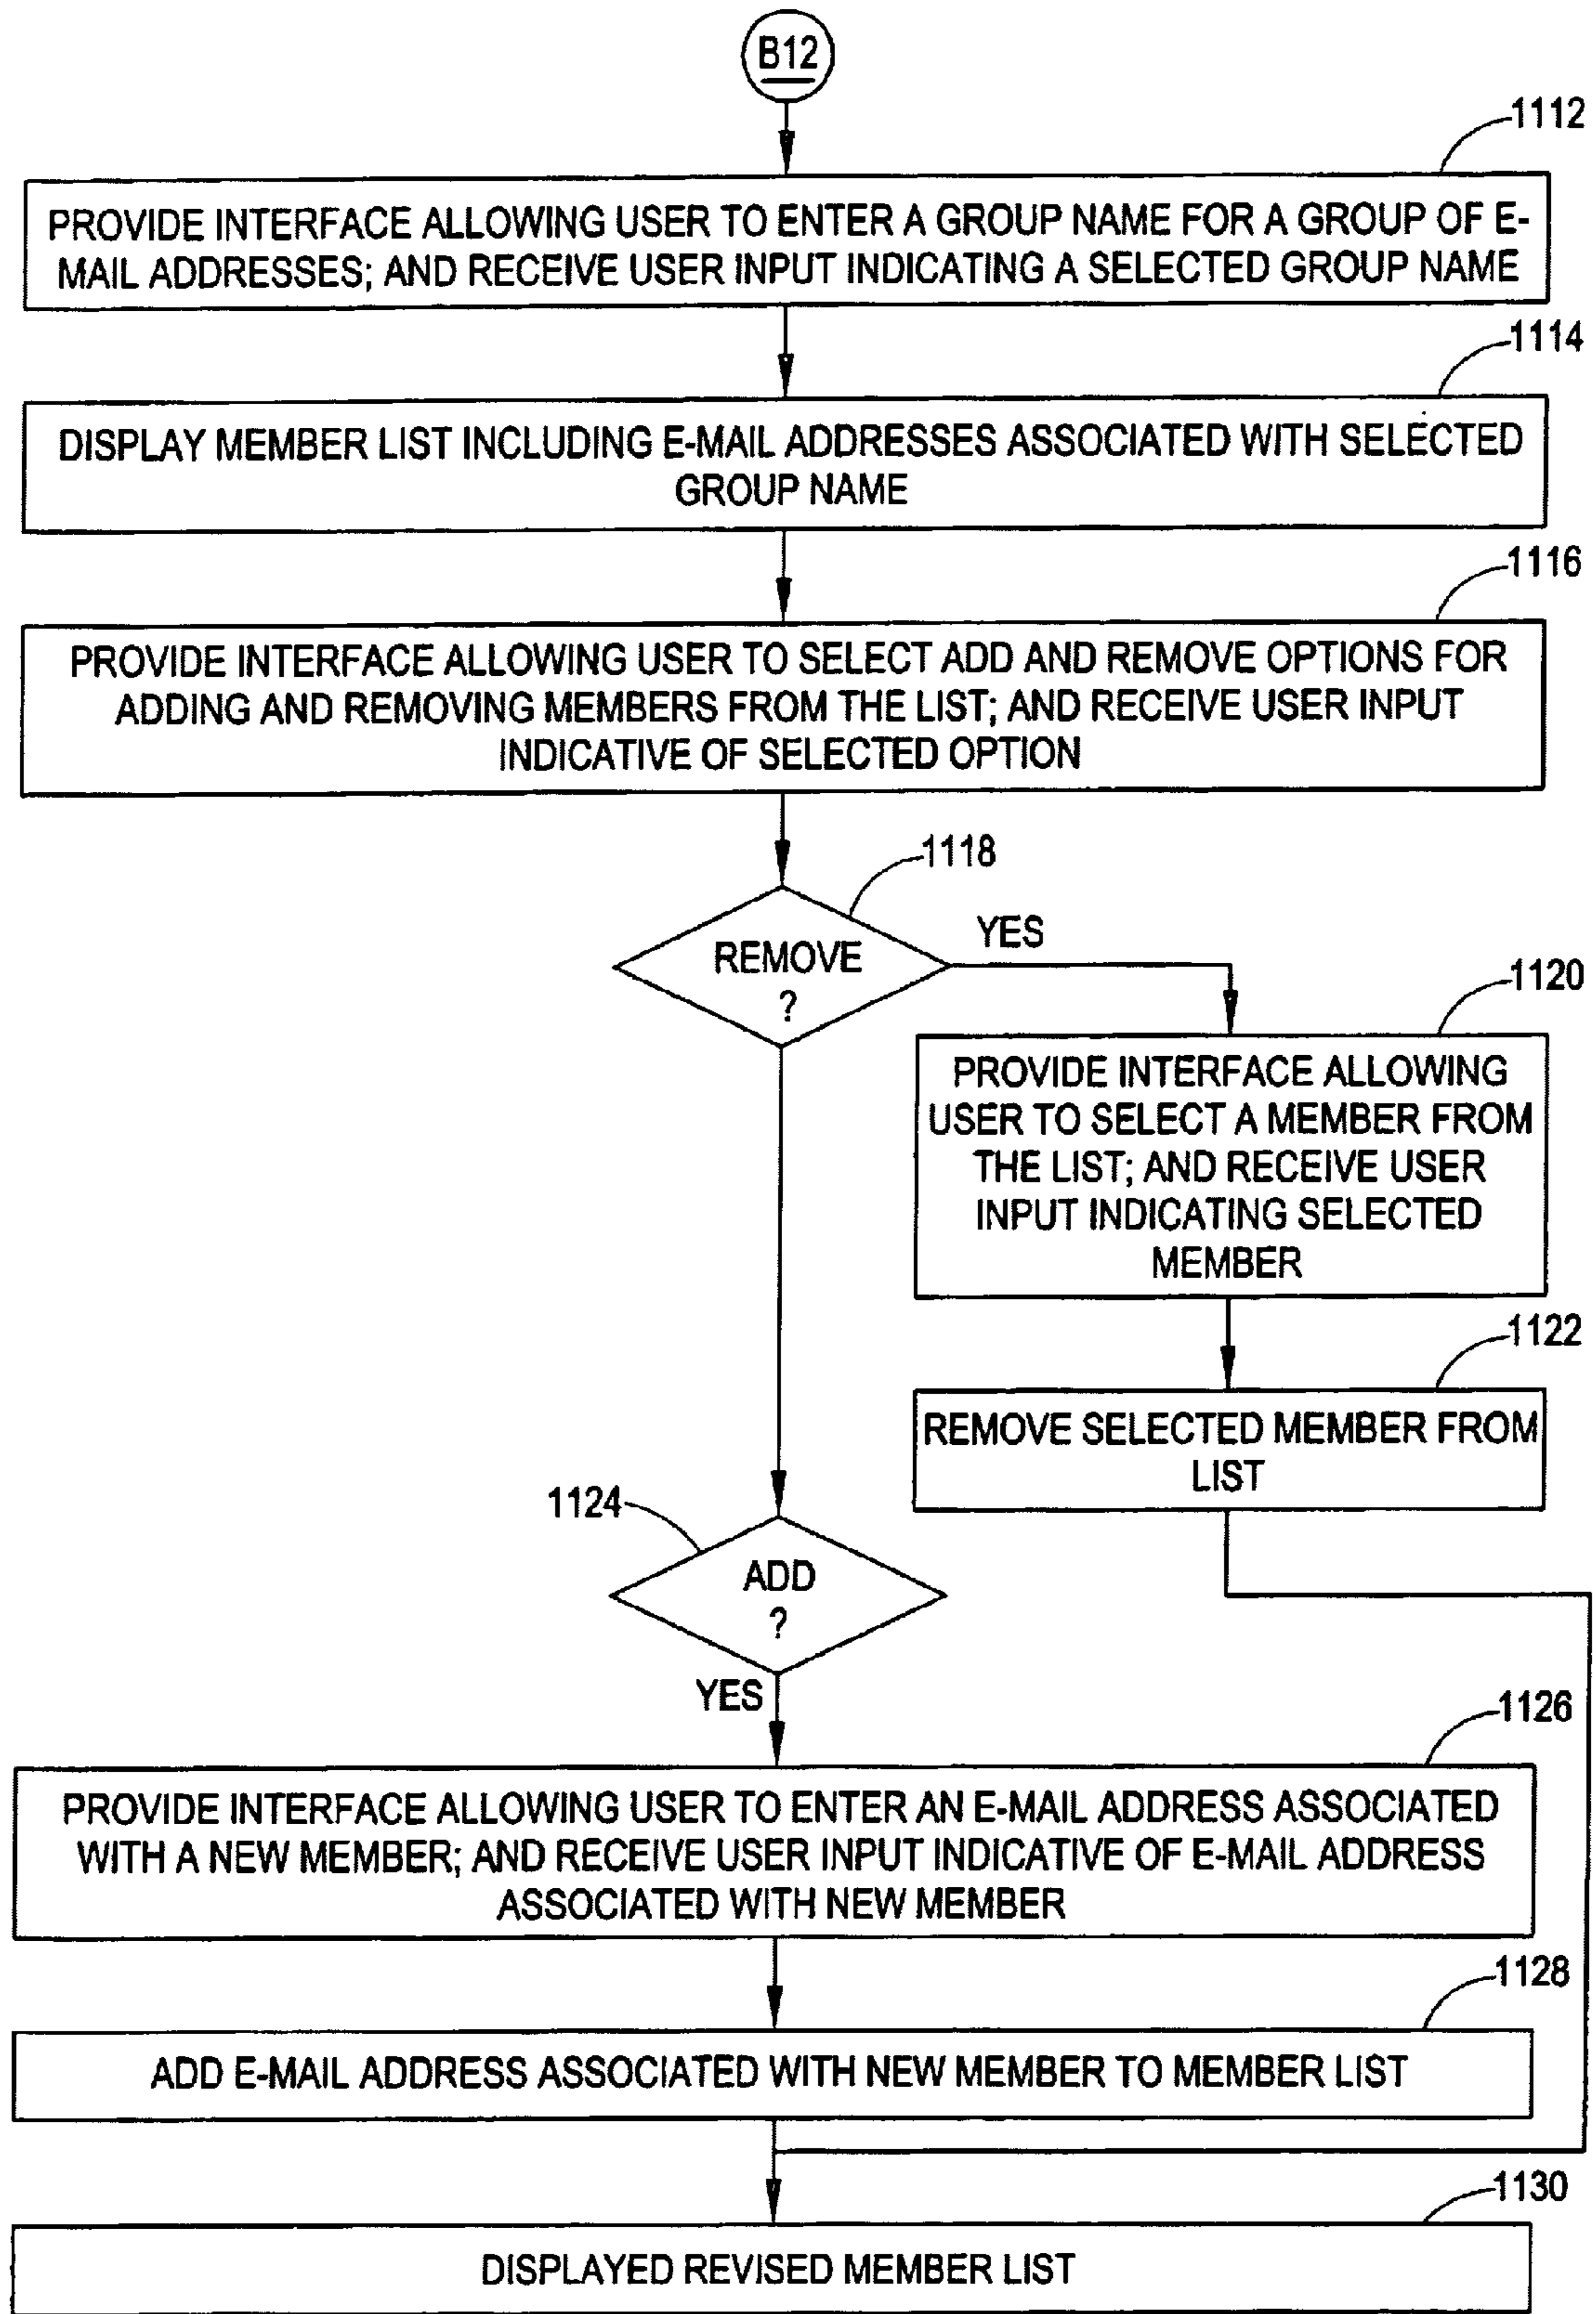 B12
1112
PROVIDE INTERFACE ALLOWING USER TO ENTER A GROUP NAME FOR A GROUP OF E-
MAIL ADDRESSES; AND RECEIVE USER INPUT INDICATING A SELECTED GROUP NAME
1114
DISPLAY MEMBER LIST INCLUDING E-MAIL ADDRESSES ASSOCIATED WITH SELECTED
GROUP NAME
1116
PROVIDE INTERFACE ALLOWING USER TO SELECT ADD AND REMOVE OPTIONS FOR
ADDING AND REMOVING MEMBERS FROM THE LIST; AND RECEIVE USER INPUT
INDICATIVE OF SELECTED OPTION
1118
REMOVE
?
YES
1120
PROVIDE INTERFACE ALLOWING
USER TO SELECT A MEMBER FROM
THE LIST; AND RECEIVE USER
INPUT INDICATING SELECTED
MEMBER
1122
REMOVE SELECTED MEMBER FROM
LIST
1124
ADD
?
YES
1126
PROVIDE INTERFACE ALLOWING USER TO ENTER AN E-MAIL ADDRESS ASSOCIATED
WITH A NEW MEMBER; AND RECEIVE USER INPUT INDICATIVE OF E-MAIL ADDRESS
ASSOCIATED WITH NEW MEMBER
1128
ADD E-MAIL ADDRESS ASSOCIATED WITH NEW MEMBER TO MEMBER LIST
1130
DISPLAYED REVISED MEMBER LIST